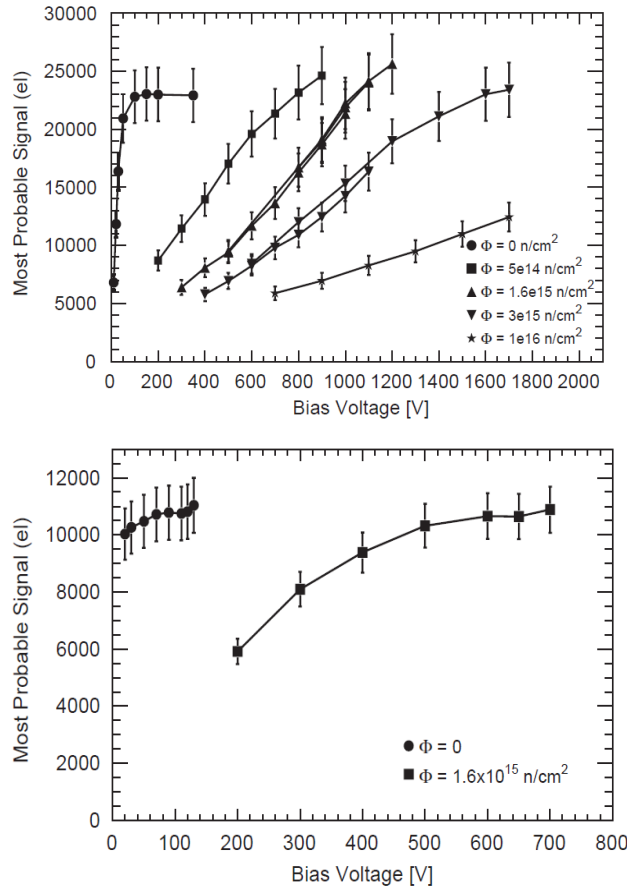 30000
25000
20000
15000
10000
5000
0
Most Probable Signal (el)
Φ = 0 n/cm²
Φ = 5e14 n/cm²
Φ = 1.6e15 n/cm²
Φ = 3e15 n/cm²
Φ = 1e16 n/cm²
0 200 400 600 800 1000 1200 1400 1600 1800 2000
Bias Voltage [V]
12000
10000
8000
6000
4000
2000
0
Most Probable Signal (el)
Φ = 0
Φ = 1.6x10¹⁵ n/cm²
0 100 200 300 400 500 600 700 800
Bias Voltage [V]